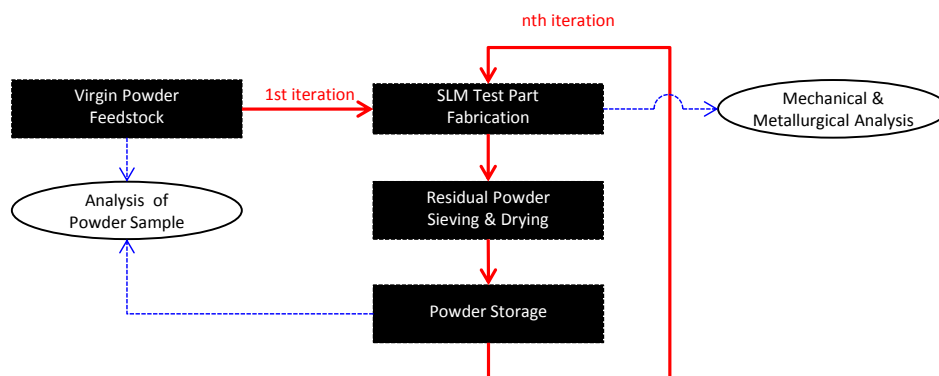 nth iteration
Virgin Powder
Feedstock
1st iteration
SLM Test Part
Fabrication
Mechanical &
Metallurgical Analysis
Analysis of
Powder Sample
Residual Powder
Sieving & Drying
Powder Storage